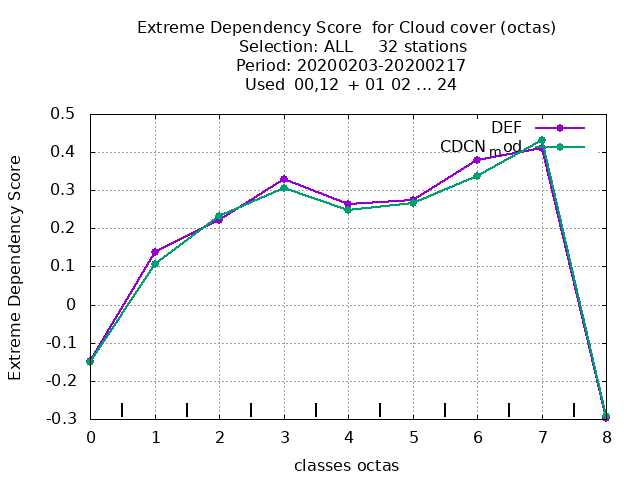 Extreme Dependency Score  for Cloud cover (octas)
Selection: ALL     32 stations
Period: 20200203-20200217
Used  00,12  + 01 02 ... 24
DEF
CDCN_mod
Extreme Dependency Score
0.5
0.4
0.3
0.2
0.1
0
-0.1
-0.2
-0.3
0 1 2 3 4 5 6 7 8
classes octas